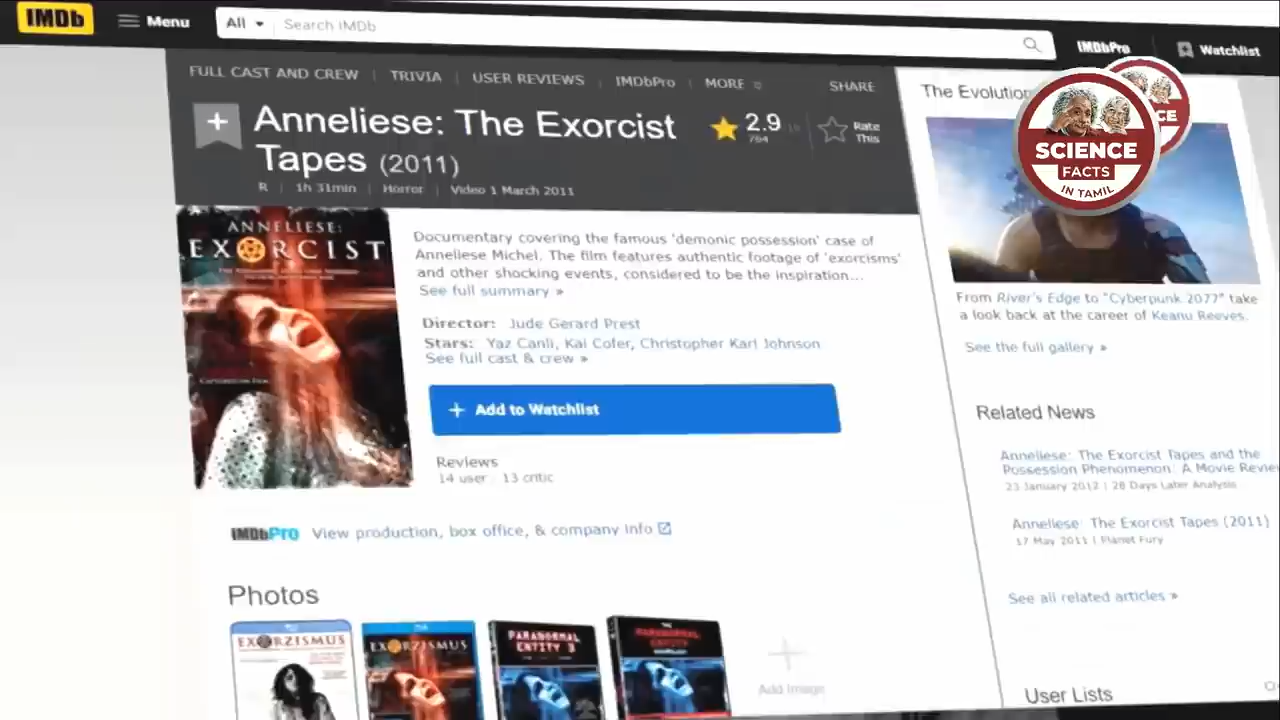 IMDb
Menu
All
Search IMDb
IMDbPro
Watchlist
FULL CAST AND CREW
TRIVIA
USER REVIEWS
IMDbPro
MORE
SHARE
Anneliese: The Exorcist
Tapes (2011)
2.9
764
Rate
This
R
1h 31min
Horror
Video 1 March 2011
ANNELIESE:
EXORCIST
Documentary covering the famous 'demonic possession' case of
Anneliese Michel. The film features authentic footage of 'exorcisms'
and other shocking events, considered to be the inspiration...
See full summary »
Director: Jude Gerard Prest
Stars: Yaz Canli, Kai Cofer, Christopher Karl Johnson
See full cast & crew »
Add to Watchlist
Reviews
14 user
13 critic
IMDbPro View production, box office, & company info
Photos
EXORZISMUS
EXORZISMUS
PARANORMAL
ENTITY 3
THE
PARANORMAL
ENTITY
Add Image
The Evolution
SCIENCE
FACTS
IN TAMIL
CE
From River's Edge to "Cyberpunk 2077" take
a look back at the career of Keanu Reeves.
See the full gallery »
Related News
Anneliese: The Exorcist Tapes and the
Possession Phenomenon: A Movie Review
23 January 2012 | 28 Days Later Analysis
Anneliese: The Exorcist Tapes (2011)
17 May 2011 | Planet Fury
See all related articles »
User Lists